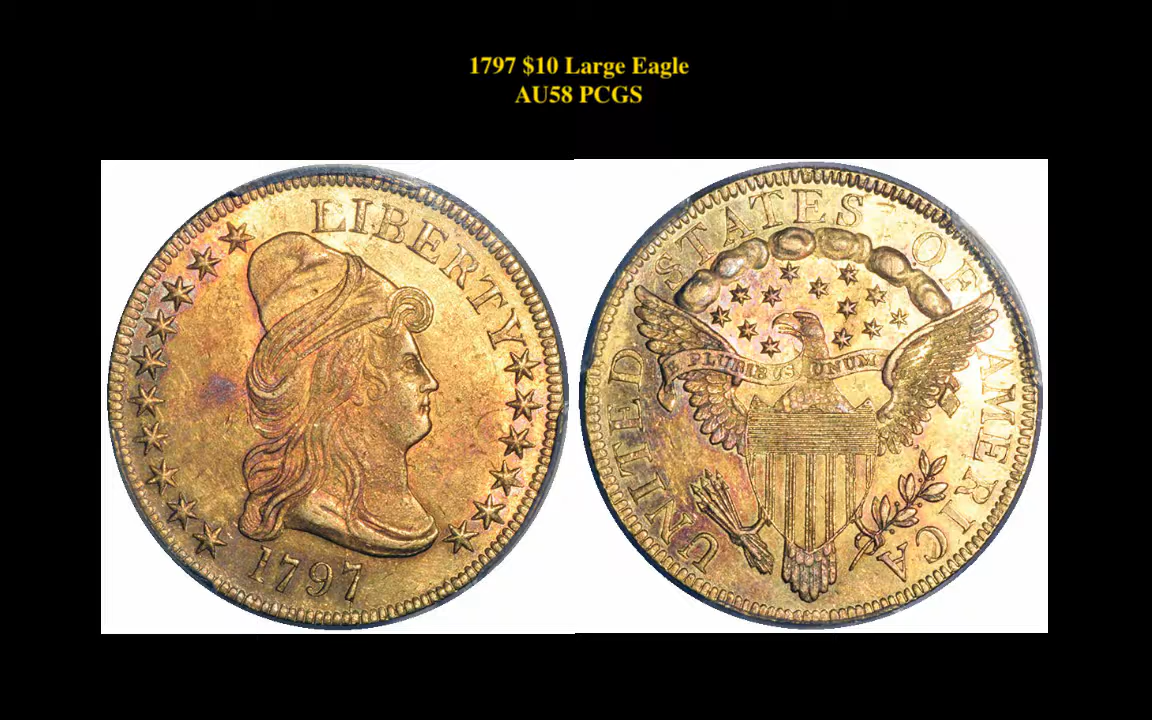 1797 $10 Large Eagle
AU58 PCGS
LIBERTY
1797
UNITED STATES OF AMERICA
PLURIBUS UNUM